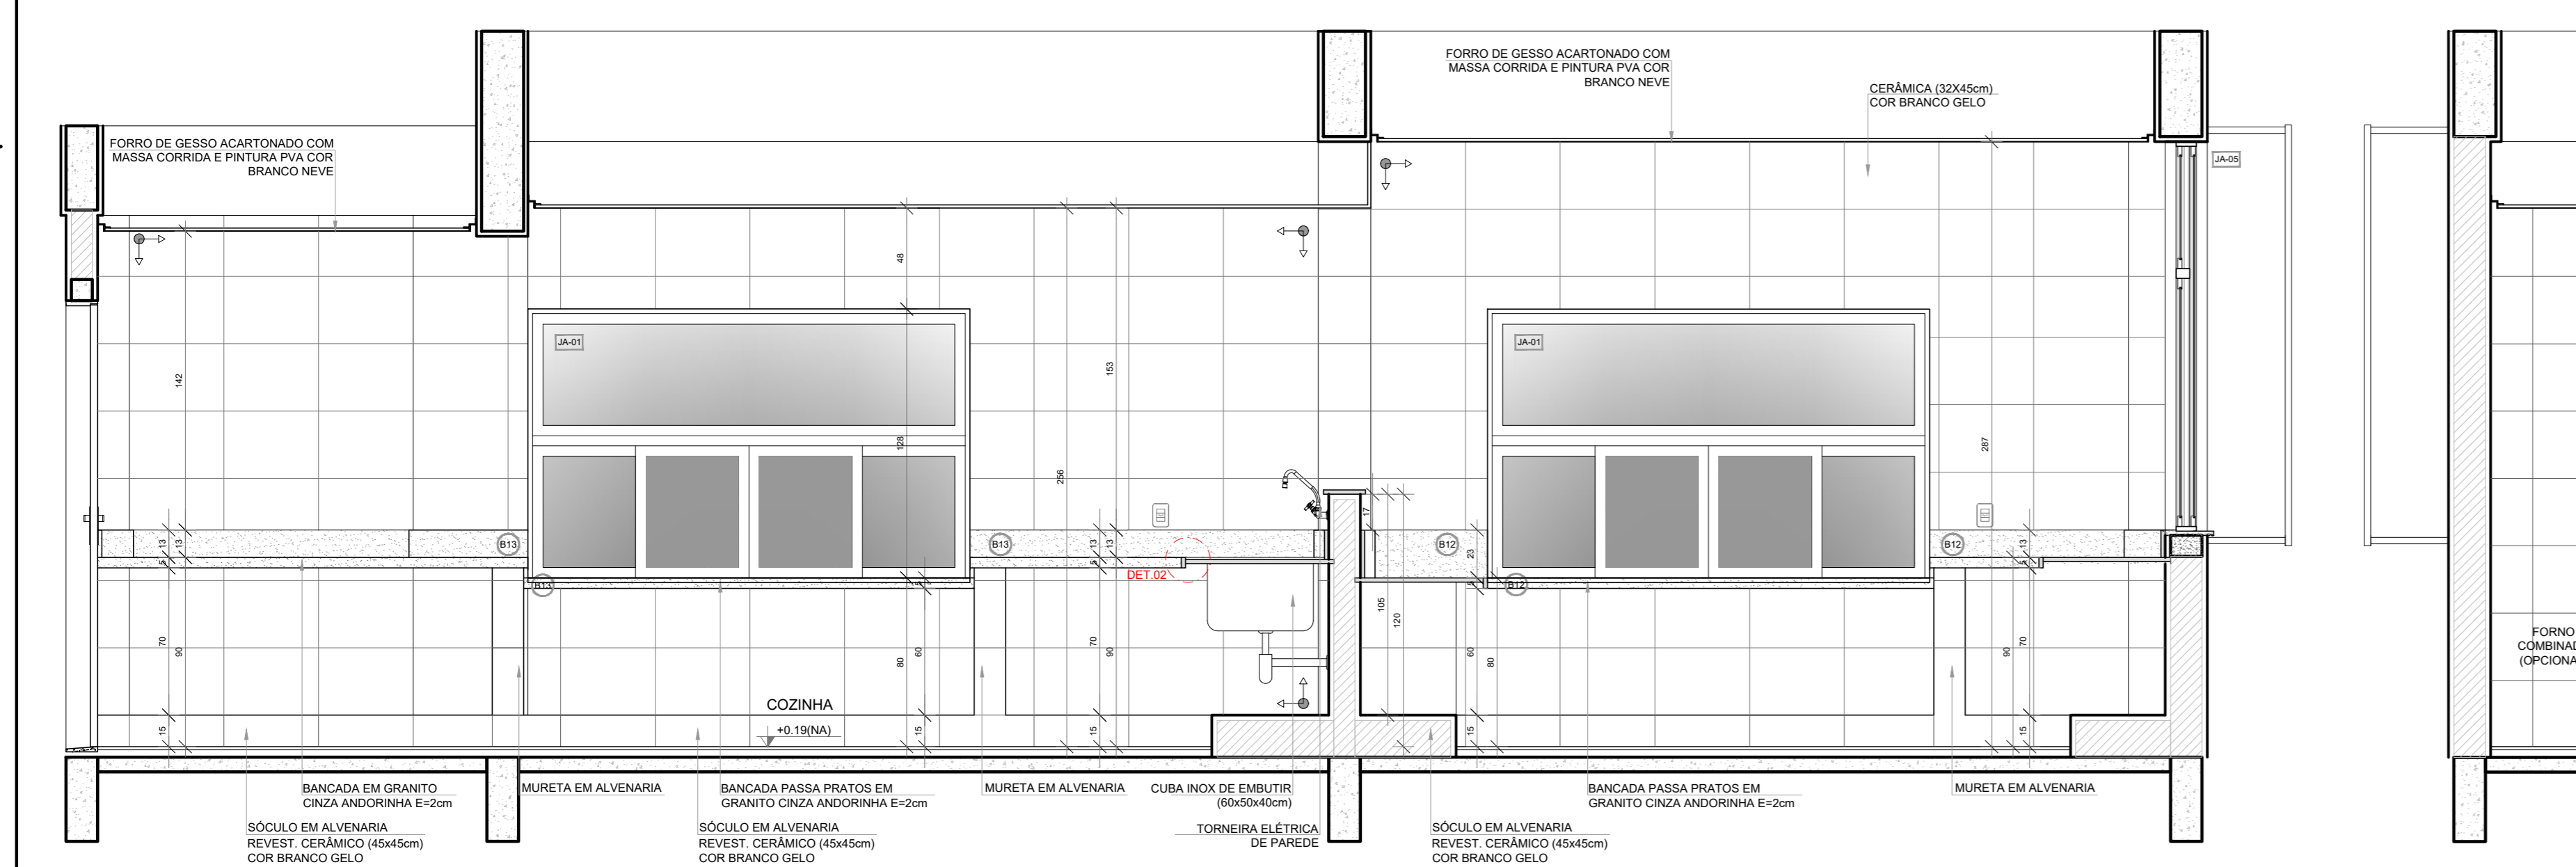 FORRO DE GESSO ACARTONADO COM
MASSA CORRIDA E PINTURA PVA COR
BRANCO NEVE
CERÂMICA (32X45cm)
COR BRANCO GELO
FORRO DE GESSO ACARTONADO COM
MASSA CORRIDA E PINTURA PVA COR
BRANCO NEVE
JA-05
48
JA-01
JA-01
142
153
128
256
287
17
13
13
B13
B13
13
13
B12
23
B12
13
5
5
5
5
5
DET.02
B13
B12
105
120
70
90
80
60
70
90
60
80
90
70
FORNO
COMBINAD
(OPCIONA
COZINHA
+0.19(NA)
15
15
15
15
15
BANCADA EM GRANITO
CINZA ANDORINHA E=2cm
MURETA EM ALVENARIA
BANCADA PASSA PRATOS EM
GRANITO CINZA ANDORINHA E=2cm
MURETA EM ALVENARIA
CUBA INOX DE EMBUTIR
(60x50x40cm)
BANCADA PASSA PRATOS EM
GRANITO CINZA ANDORINHA E=2cm
MURETA EM ALVENARIA
SÓCULO EM ALVENARIA
REVEST. CERÂMICO (45x45cm)
COR BRANCO GELO
SÓCULO EM ALVENARIA
REVEST. CERÂMICO (45x45cm)
COR BRANCO GELO
TORNEIRA ELÉTRICA
DE PAREDE
SÓCULO EM ALVENARIA
REVEST. CERÂMICO (45x45cm)
COR BRANCO GELO